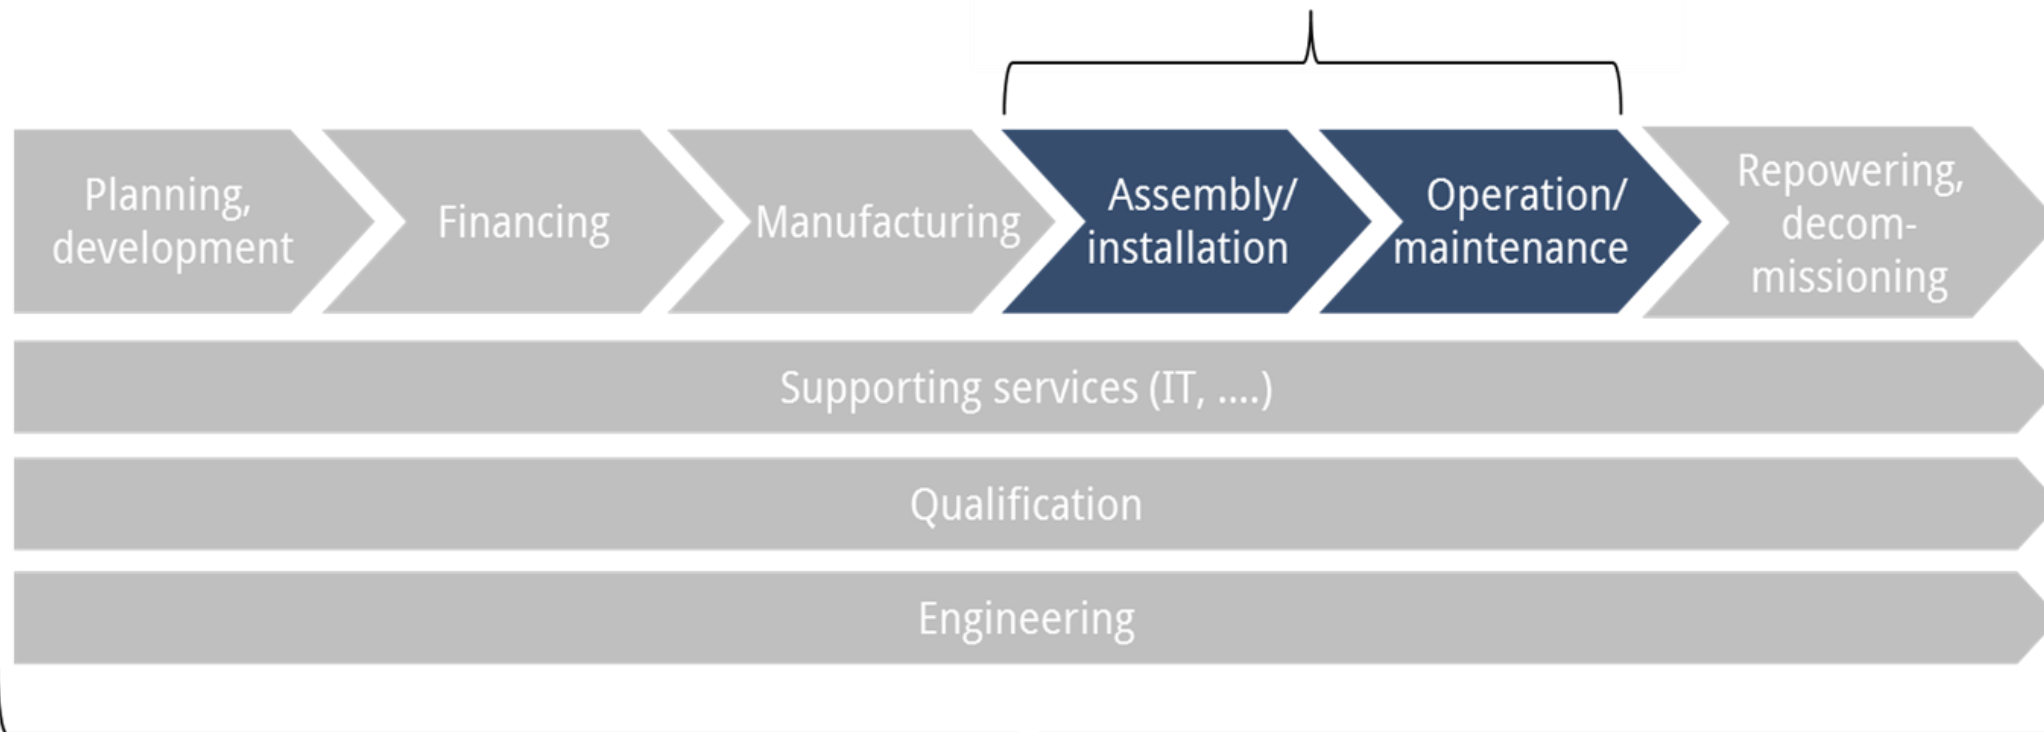 Planning,
development
Financing
Manufacturing
Assembly/
installation
Operation/
maintenance
Repowering,
decom-
missioning
Supporting services (IT, ....)
Qualification
Engineering